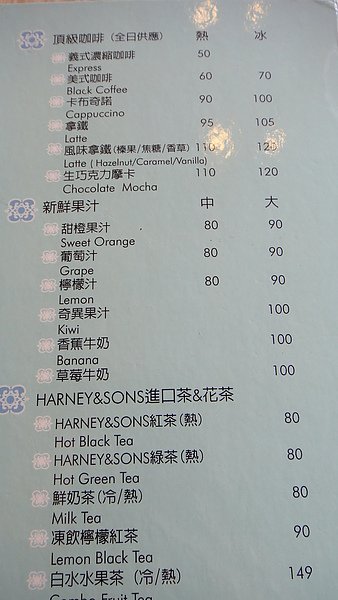 頂級咖啡 (全日供應) 熱 冰
義式濃縮咖啡 50
Express
美式咖啡 60 70
Black Coffee
卡布奇諾 90 100
Cappuccino
拿鐵 95 105
Latte
風味拿鐵(榛果/焦糖/香草) 110 120
Latte ( Hazelnut/Caramel/Vanilla)
生巧克力摩卡 110 120
Chocolate Mocha
新鮮果汁 中 大
甜橙果汁 80 90
Sweet Orange
葡萄汁 80 90
Grape
檸檬汁 80 90
Lemon
奇異果汁 100
Kiwi
香蕉牛奶 100
Banana
草莓牛奶 100
HARNEY&SONS進口茶&花茶
HARNEY&SONS紅茶(熱) 80
Hot Black Tea
HARNEY&SONS綠茶(熱) 80
Hot Green Tea
鮮奶茶(冷/熱) 80
Milk Tea
凍飲檸檬紅茶 90
Lemon Black Tea
白水水果茶 (冷/熱) 149
Combo Fruit Tea